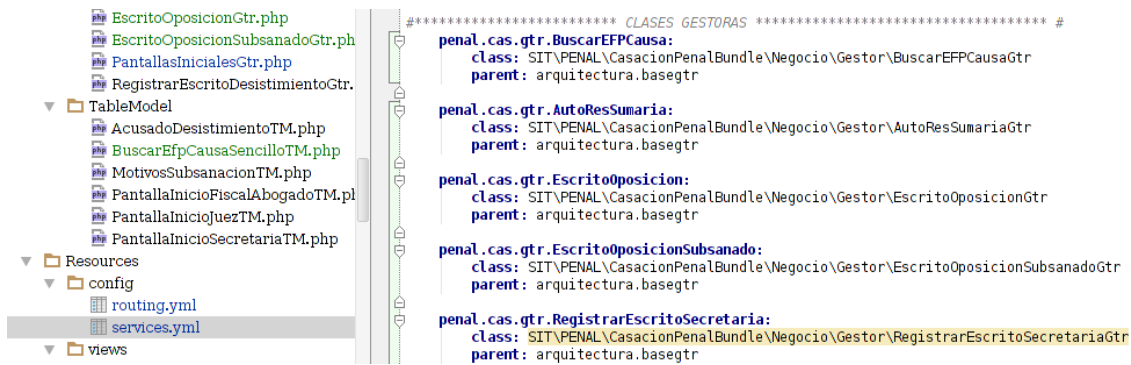 EscritoOposicionGtr.php
EscritoOposicionSubsanadoGtr.ph
PantallasInicialesGtr.php
RegistrarEscritoDesistimientoGtr.
TableModel
AcusadoDesistimientoTM.php
BuscarEfpCausaSencilloTM.php
MotivosSubsanacionTM.php
PantallaInicioFiscalAbogadoTM.pl
PantallaInicioJuezTM.php
PantallaInicioSecretariaTM.php
Resources
config
routing.yml
services.yml
views
#************************* CLASES GESTORAS ************************************ #
penal.cas.gtr.BuscarEFPCausa:
class: SIT\PENAL\CasacionPenalBundle\Negocio\Gestor\BuscarEFPCausaGtr
parent: arquitectura.basegtr
penal.cas.gtr.AutoResSumaria:
class: SIT\PENAL\CasacionPenalBundle\Negocio\Gestor\AutoResSumariaGtr
parent: arquitectura.basegtr
penal.cas.gtr.EscritoOposicion:
class: SIT\PENAL\CasacionPenalBundle\Negocio\Gestor\EscritoOposicionGtr
parent: arquitectura.basegtr
penal.cas.gtr.EscritoOposicionSubsanado:
class: SIT\PENAL\CasacionPenalBundle\Negocio\Gestor\EscritoOposicionSubsanadoGtr
parent: arquitectura.basegtr
penal.cas.gtr.RegistrarEscritoSecretaria:
class: SIT\PENAL\CasacionPenalBundle\Negocio\Gestor\RegistrarEscritoSecretariaGtr
parent: arquitectura.basegtr